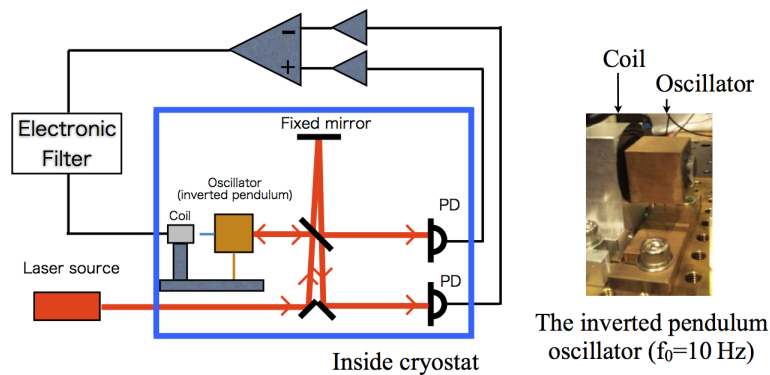 -
+
Electronic
Filter
Fixed mirror
Oscillator
(inverted pendulum)
Coil
PD
Laser source
PD
Inside cryostat
Coil
Oscillator
The inverted pendulum
oscillator (f₀=10 Hz)